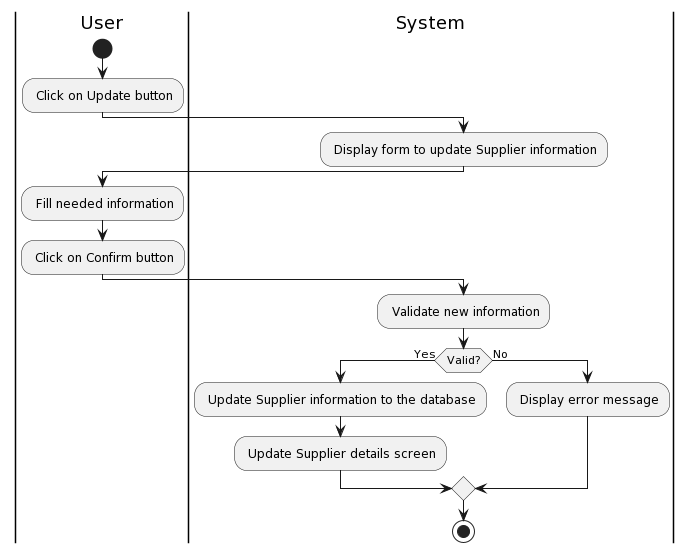 User
System
Click on Update button
Display form to update Supplier information
Fill needed information
Click on Confirm button
Validate new information
Yes
Valid?
No
Update Supplier information to the database
Display error message
Update Supplier details screen